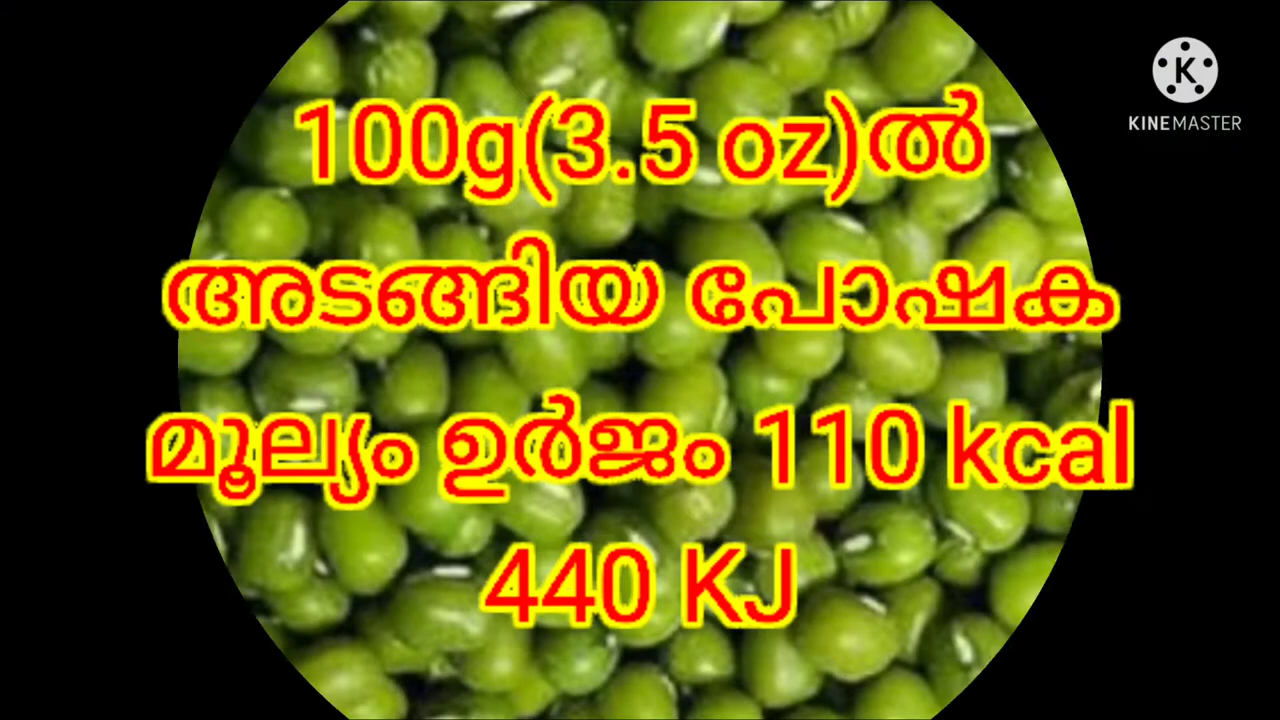 100g(3.5 oz)ൽ
അടങ്ങിയ പോഷക
മൂല്യം ഉർജം 110 kcal
440 KJ
K
KINEMASTER